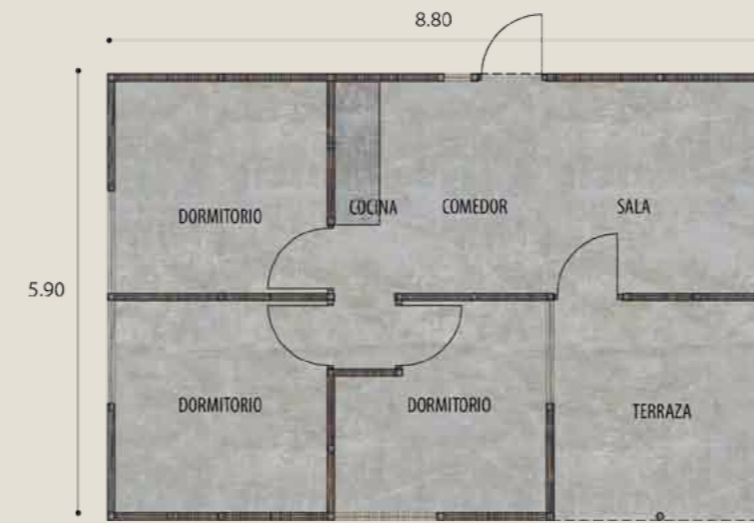 8.80
DORMITORIO
COCINA
COMEDOR
SALA
5.90
DORMITORIO
DORMITORIO
TERRAZA